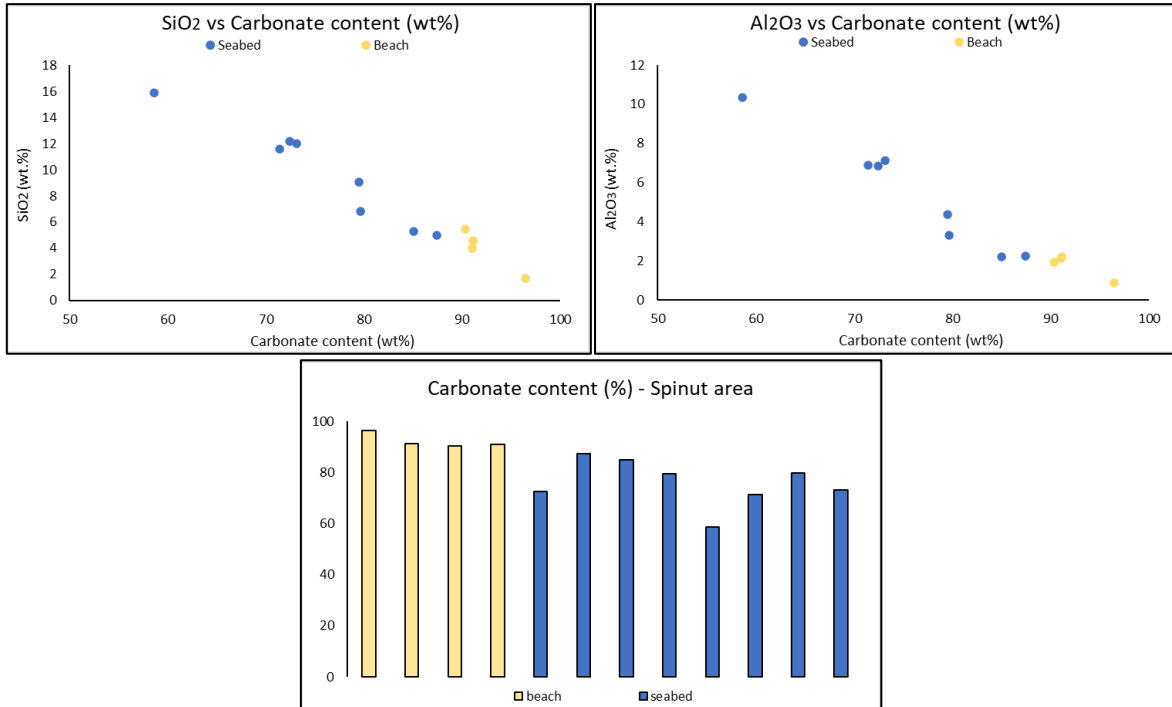 SiO2 vs Carbonate content (wt%)
Seabed Beach
18
16
14
12
10
8
6
4
2
0
SiO2 (wt.%)
50 60 70 80 90 100
Carbonate content (wt%)
Al2O3 vs Carbonate content (wt%)
Seabed Beach
12
10
8
6
4
2
0
Al2O3 (wt.%)
50 60 70 80 90 100
Carbonate content (wt%)
Carbonate content (%) - Spinut area
100
80
60
40
20
0
beach seabed